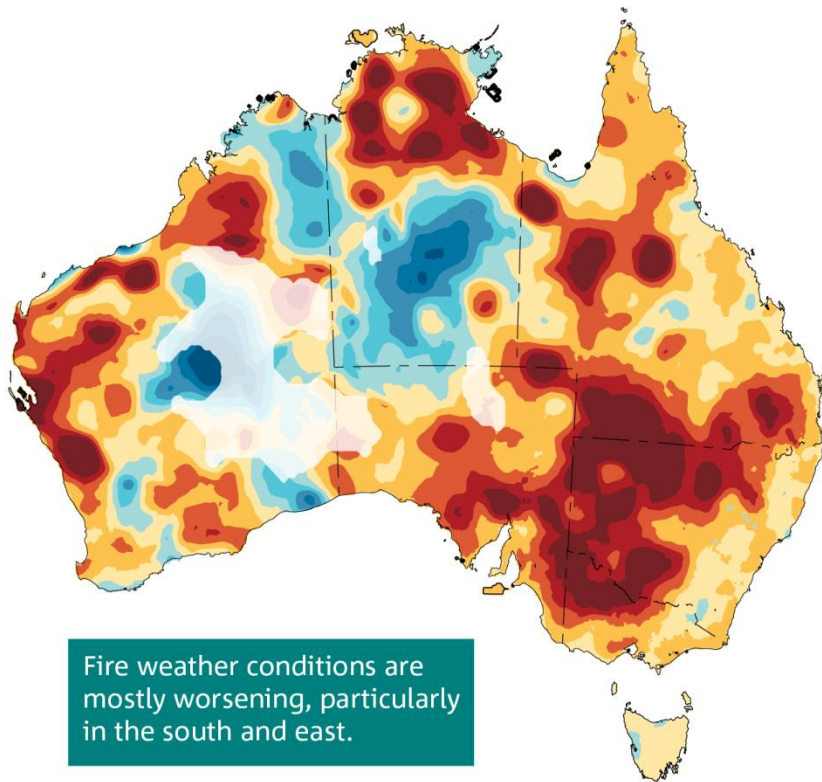 Fire weather conditions are
mostly worsening, particularly
in the south and east.